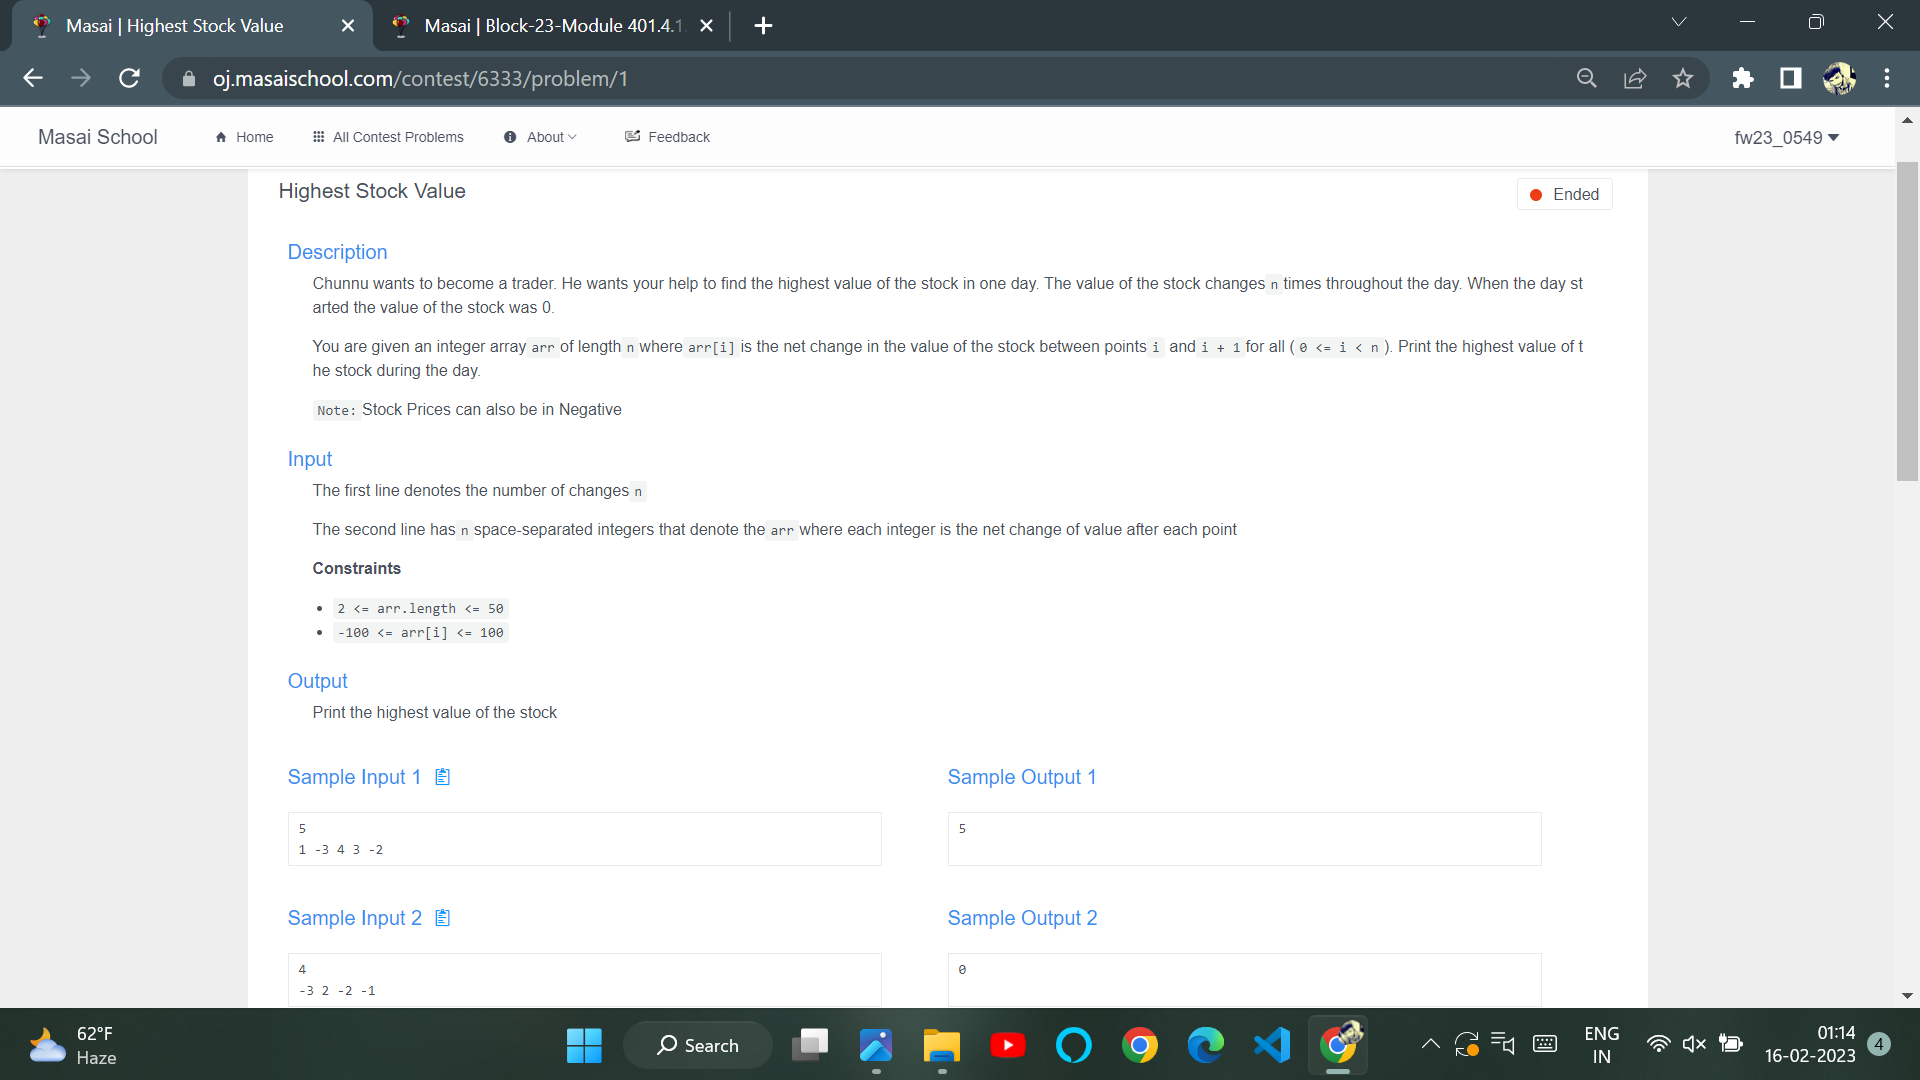 Masai | Highest Stock Value
Masai | Block-23-Module 401.4.1
oj.masaischool.com/contest/6333/problem/1
Masai School
Home
All Contest Problems
About
Feedback
fw23_0549
Highest Stock Value
Ended
Description
Chunnu wants to become a trader. He wants your help to find the highest value of the stock in one day. The value of the stock changes n times throughout the day. When the day st
arted the value of the stock was 0.
You are given an integer array arr of length n where arr[i] is the net change in the value of the stock between points i and i + 1 for all ( 0 <= i < n ). Print the highest value of t
he stock during the day.
Note: Stock Prices can also be in Negative
Input
The first line denotes the number of changes n
The second line has n space-separated integers that denote the arr where each integer is the net change of value after each point
Constraints
• 2 <= arr.length <= 50
• -100 <= arr[i] <= 100
Output
Print the highest value of the stock
Sample Input 1
5
1 -3 4 3 -2
Sample Output 1
5
Sample Input 2
4
-3 2 -2 -1
Sample Output 2
0
62°F
Haze
Search
ENG
IN
01:14
16-02-2023
4